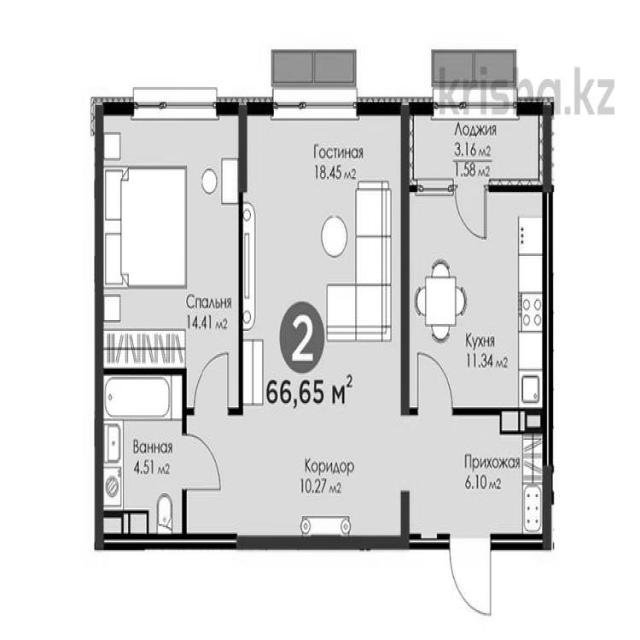 krisha.kz
Лоджия
3.16 м2
1.58 м2
Гостиная
18.45 м2
Спальня
14.41 м2
2
66,65 м²
Кухня
11.34 м2
Ванная
4.51 м2
Коридор
10.27 м2
Прихожая
6.10 м2